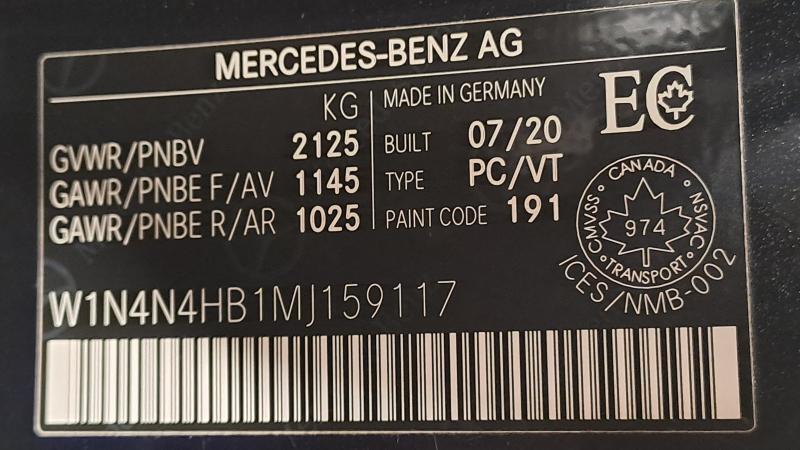 MERCEDES-BENZ AG
KG
GVWR/PNBV 2125
GAWR/PNBE F/AV 1145
GAWR/PNBE R/AR 1025
MADE IN GERMANY
BUILT 07/20
TYPE PC/VT
PAINT CODE 191
EC
CANADA
CMVSS 974 NSVAC
TRANSPORT
ICES/NMB-002
W1N4N4HB1MJ159117